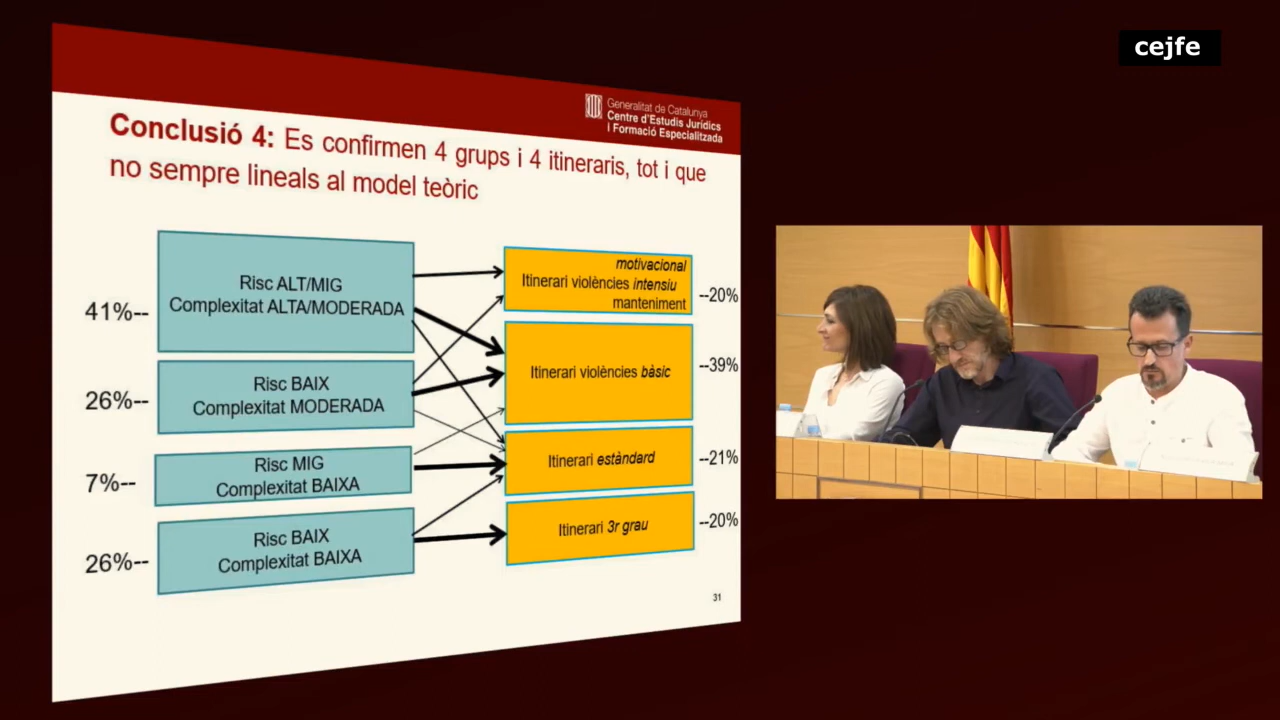 cejfe
Generalitat de Catalunya
Centre d'Estudis Jurídics
i Formació Especialitzada
Conclusió 4: Es confirmen 4 grups i 4 itineraris, tot i que
no sempre lineals al model teòric
41%--
Risc ALT/MIG
Complexitat ALTA/MODERADA
26%--
Risc BAIX
Complexitat MODERADA
7%--
Risc MIG
Complexitat BAIXA
26%--
Risc BAIX
Complexitat BAIXA
motivacional
Itinerari violències intensiu
manteniment
--20%
Itinerari violències bàsic
--39%
Itinerari estàndard
--21%
Itinerari 3r grau
--20%
31